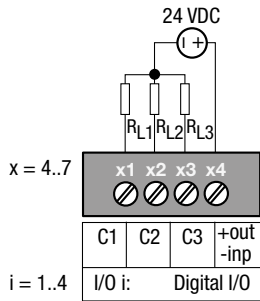 24 VDC
− +
RL1 RL2 RL3
x = 4..7
x1 x2 x3 x4
C1 C2 C3 +out
-inp
i = 1..4 I/O i: Digital I/O